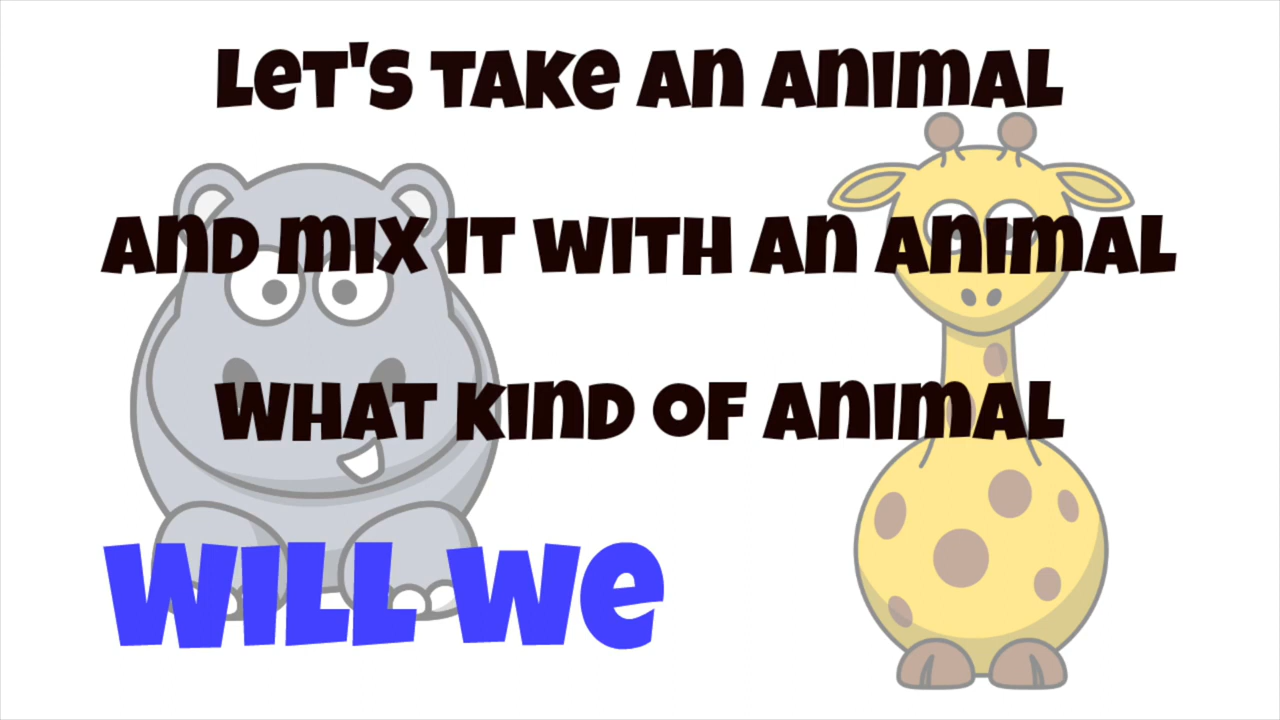 LET'S TAKE AN ANIMAL
AND MIX IT WITH AN ANIMAL
WHAT KIND OF ANIMAL
WILL WE